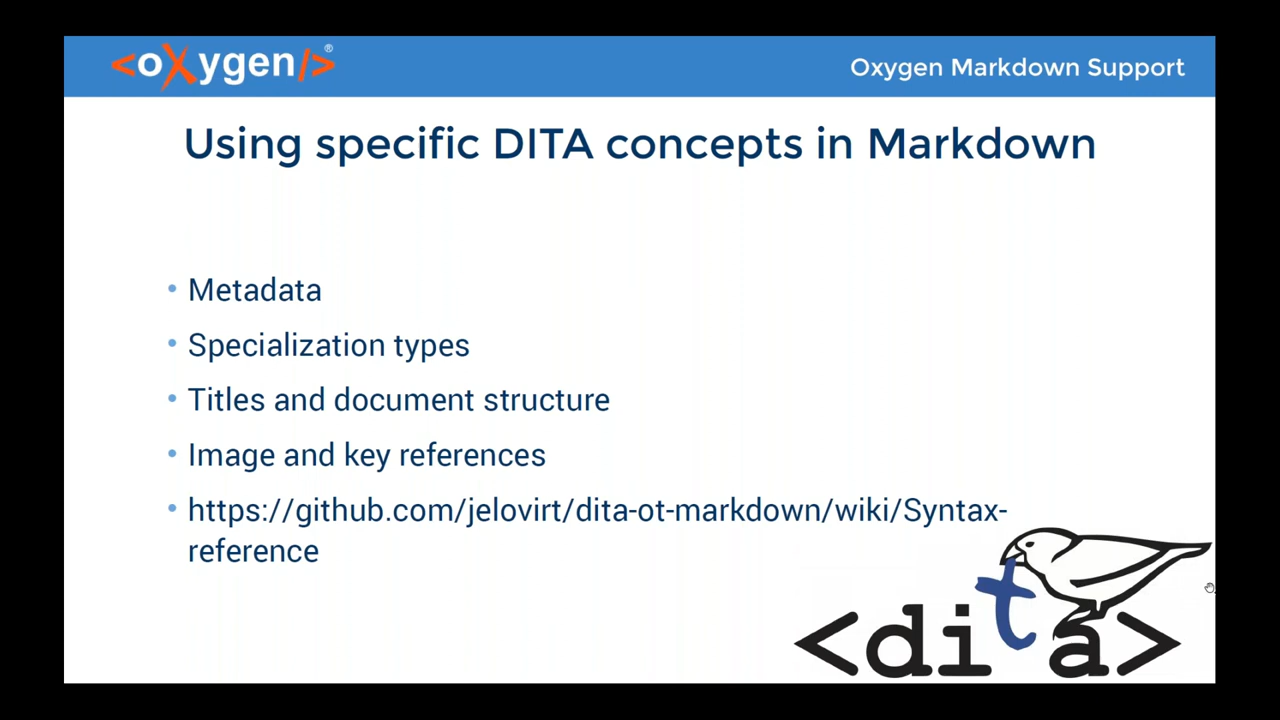 <oXygen/>®
Oxygen Markdown Support
Using specific DITA concepts in Markdown
• Metadata
• Specialization types
• Titles and document structure
• Image and key references
• https://github.com/jelovirt/dita-ot-markdown/wiki/Syntax-
reference
<dita>